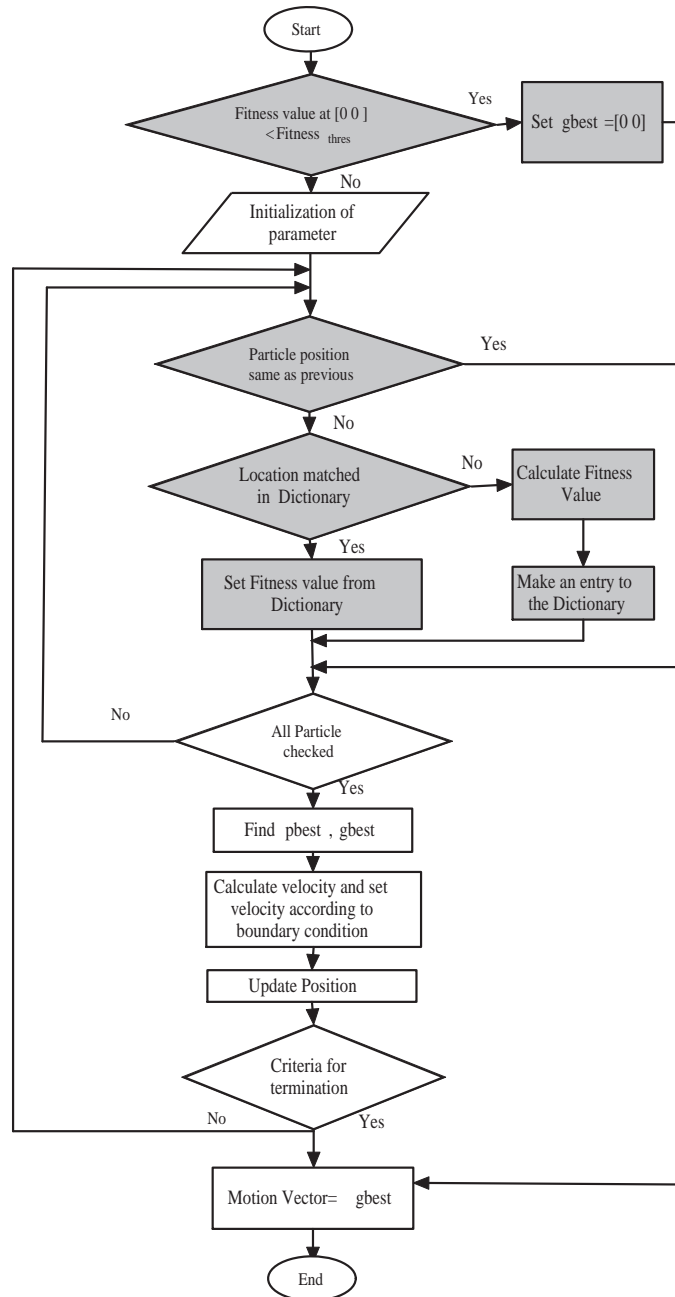 Start
Fitness value at [0 0 ]
<Fitness thres
Yes
Set gbest =[0 0]
No
Initialization of
parameter
Particle position
same as previous
Yes
No
Location matched
in Dictionary
No
Calculate Fitness
Value
Yes
Set Fitness value from
Dictionary
Make an entry to
the Dictionary
No
All Particle
checked
Yes
Find pbest , gbest
Calculate velocity and set
velocity according to
boundary condition
Update Position
Criteria for
termination
No
Yes
Motion Vector= gbest
End